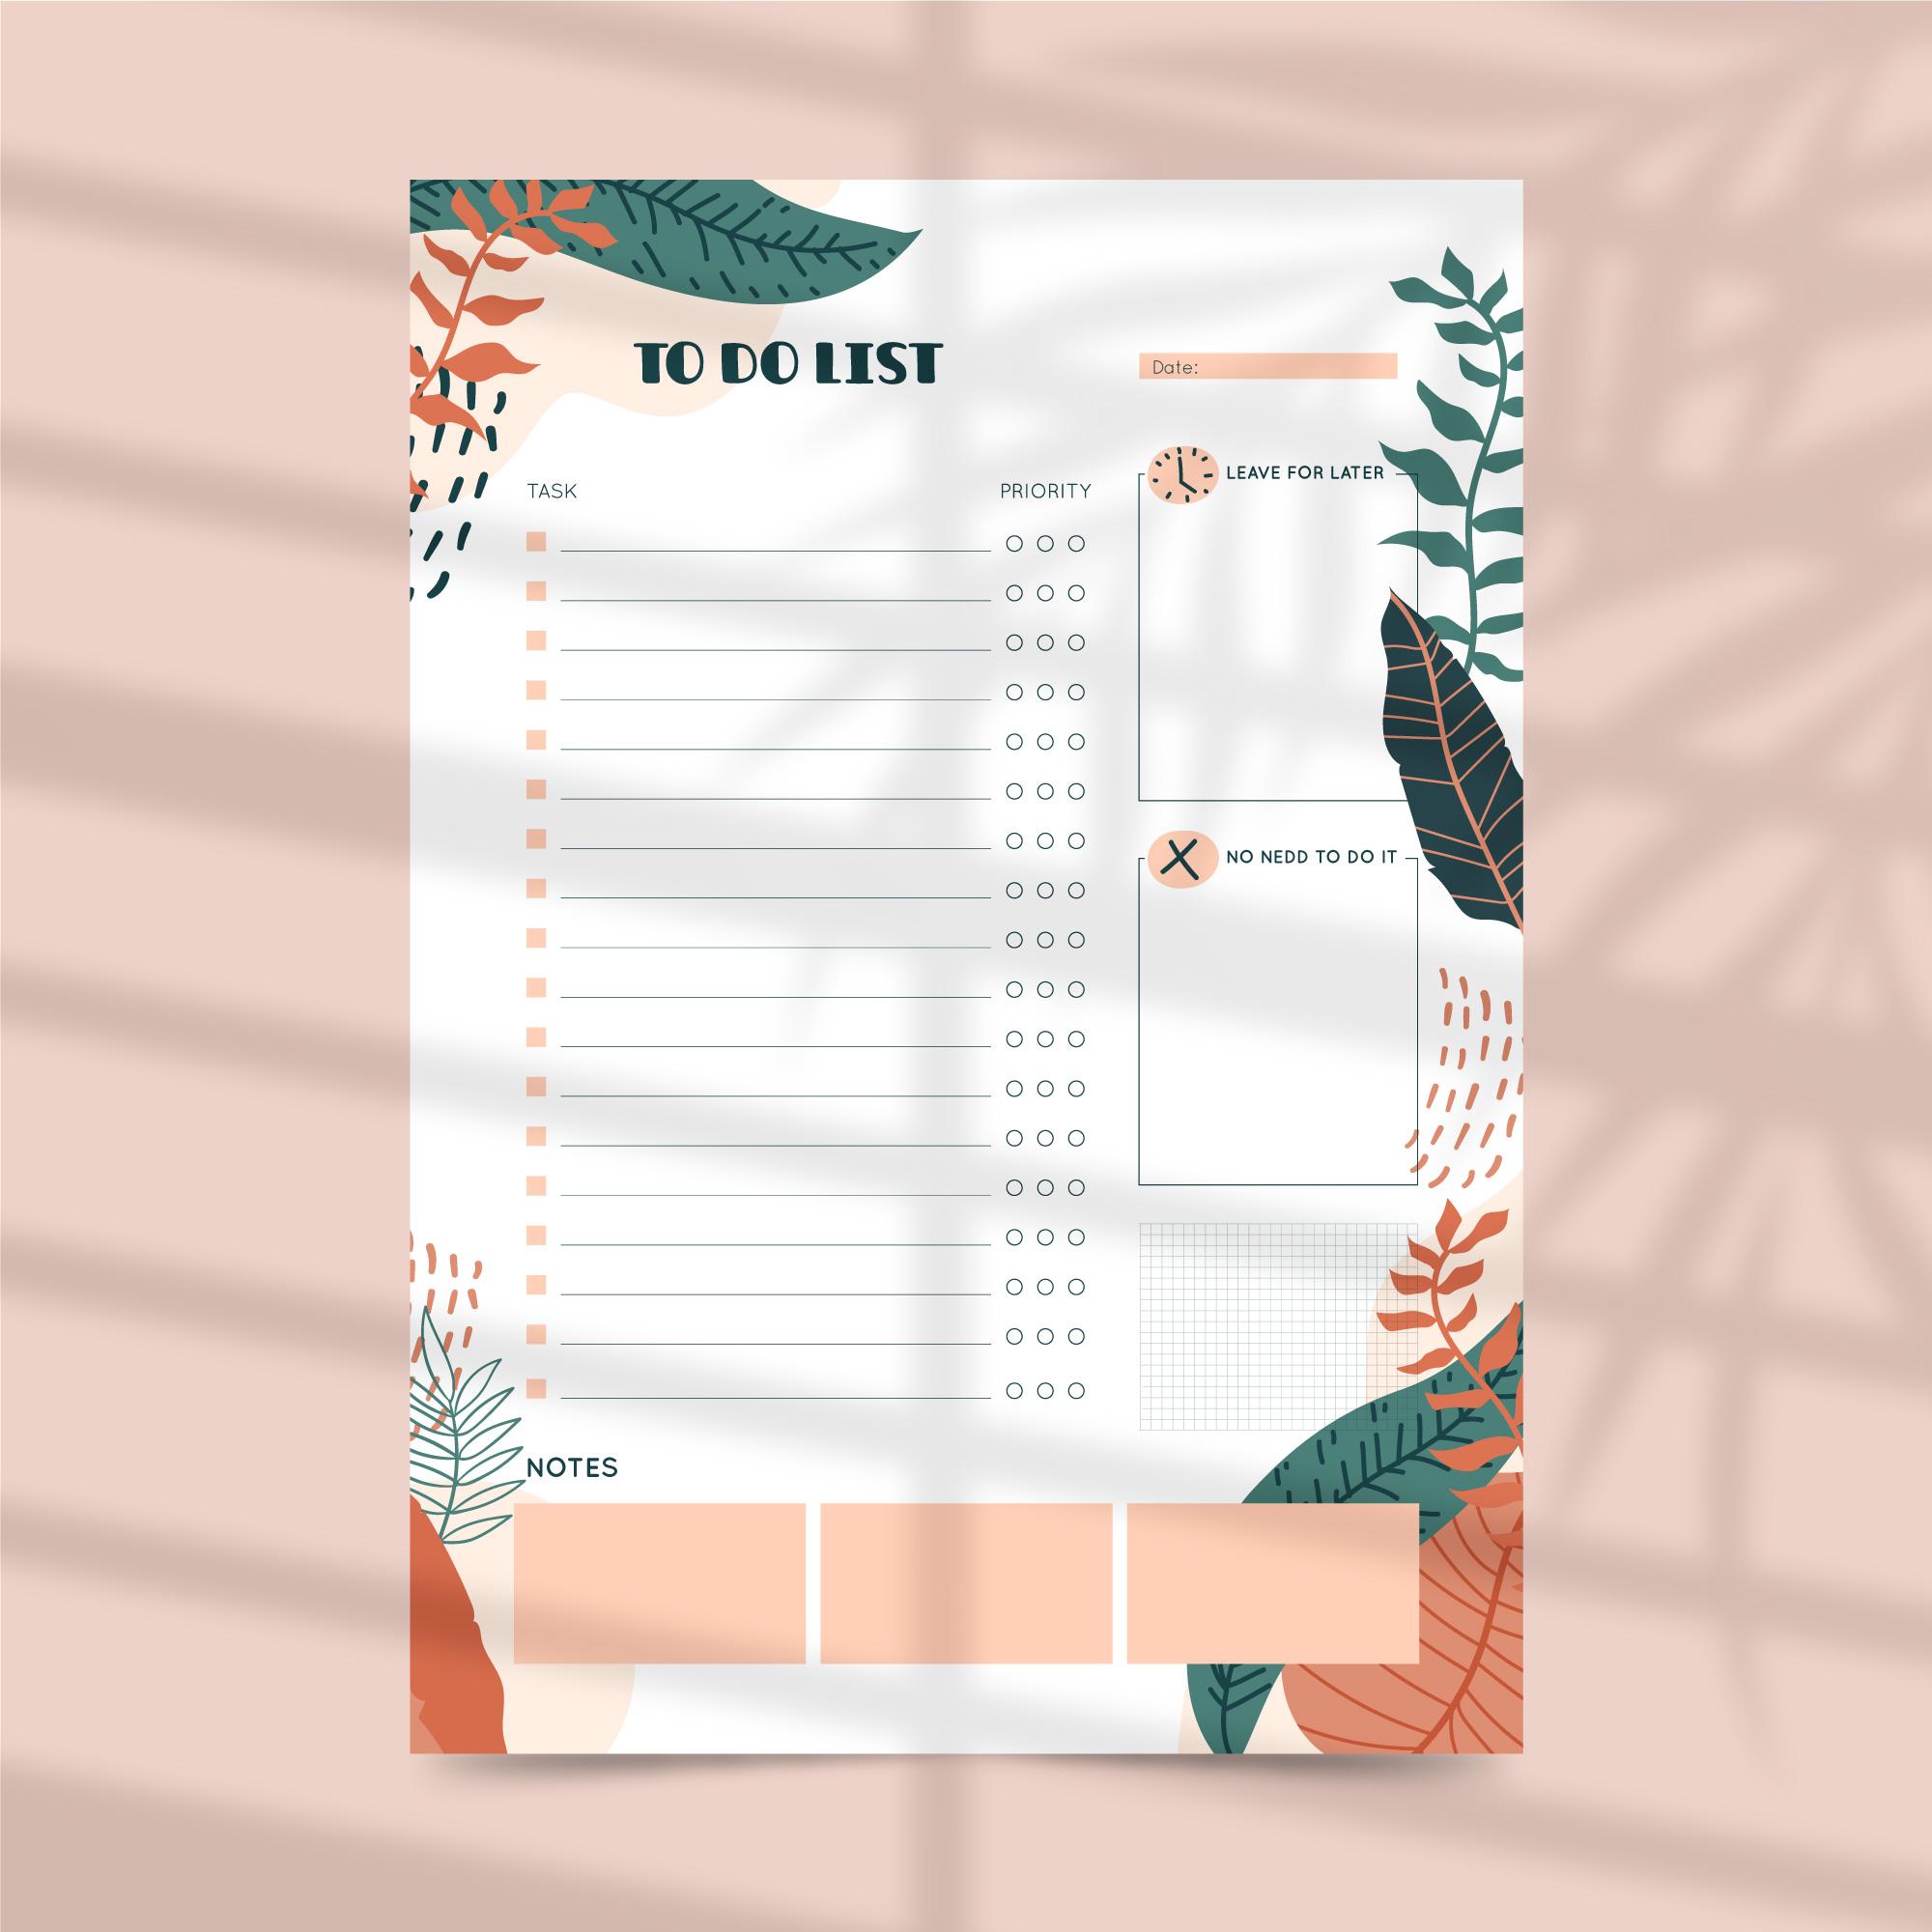 TO DO LIST
Date:
TASK
PRIORITY
LEAVE FOR LATER
NO NEDD TO DO IT
NOTES